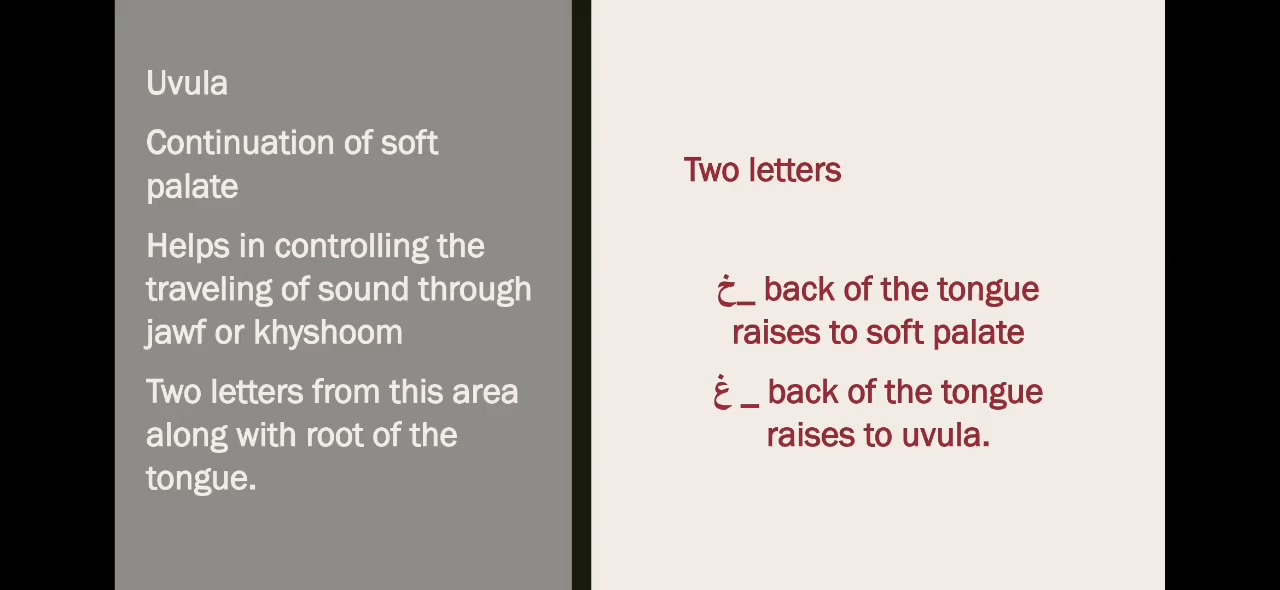 Uvula
Continuation of soft
palate
Helps in controlling the
traveling of sound through
jawf or khyshoom
Two letters from this area
along with root of the
tongue.
Two letters
خ_ back of the tongue
raises to soft palate
غ _ back of the tongue
raises to uvula.